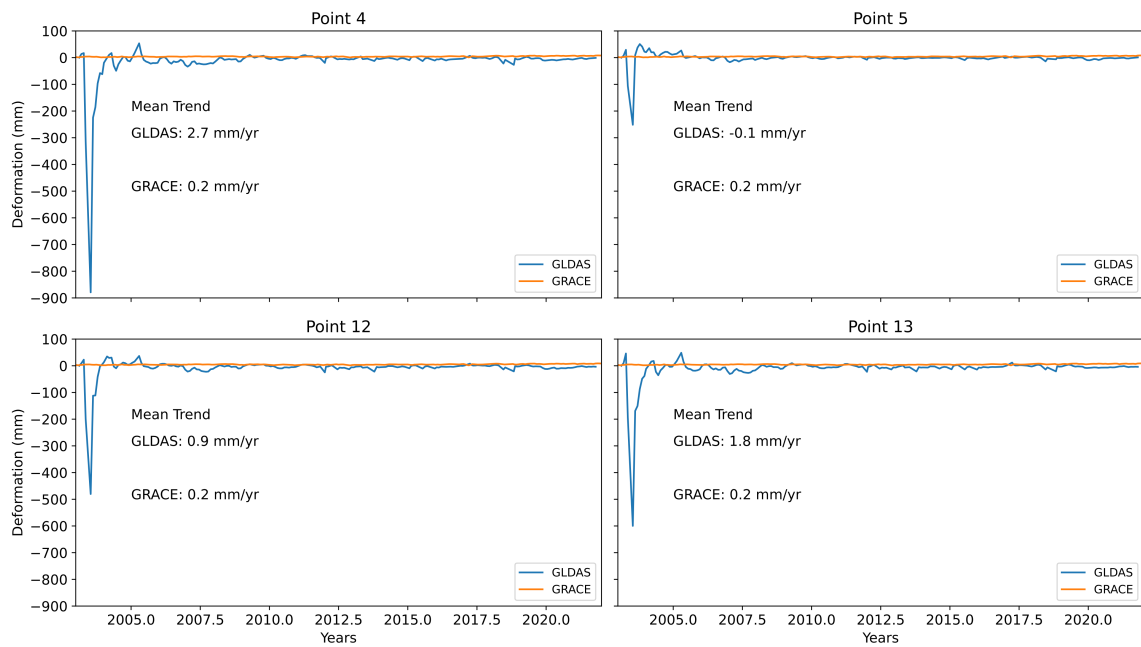 Point 4
Point 5
100
0
−100
−200
−300
−400
−500
−600
−700
−800
−900
Deformation (mm)
Mean Trend
GLDAS: 2.7 mm/yr
GRACE: 0.2 mm/yr
GLDAS
GRACE
Mean Trend
GLDAS: -0.1 mm/yr
GRACE: 0.2 mm/yr
GLDAS
GRACE
Point 12
Point 13
100
0
−100
−200
−300
−400
−500
−600
−700
−800
−900
Deformation (mm)
Mean Trend
GLDAS: 0.9 mm/yr
GRACE: 0.2 mm/yr
GLDAS
GRACE
2005.0 2007.5 2010.0 2012.5 2015.0 2017.5 2020.0
Years
Mean Trend
GLDAS: 1.8 mm/yr
GRACE: 0.2 mm/yr
GLDAS
GRACE
2005.0 2007.5 2010.0 2012.5 2015.0 2017.5 2020.0
Years